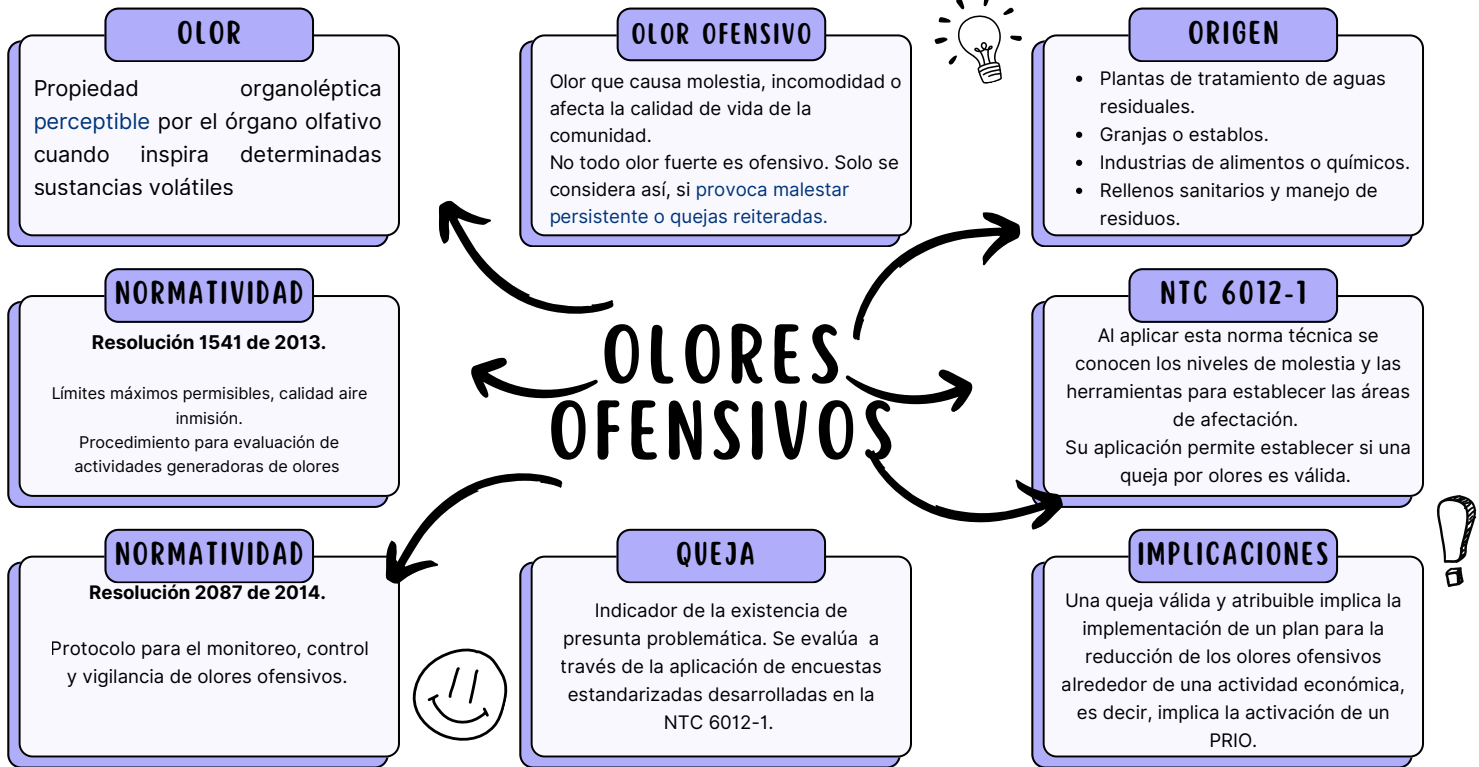 OLOR
Propiedad organoléptica
perceptible por el órgano olfativo
cuando inspira determinadas
sustancias volátiles
OLOR OFENSIVO
Olor que causa molestia, incomodidad o
afecta la calidad de vida de la
comunidad.
No todo olor fuerte es ofensivo. Solo se
considera así, si provoca malestar
persistente o quejas reiteradas.
ORIGEN
• Plantas de tratamiento de aguas
residuales.
• Granjas o establos.
• Industrias de alimentos o químicos.
• Rellenos sanitarios y manejo de
residuos.
NORMATIVIDAD
Resolución 1541 de 2013.
Límites máximos permisibles, calidad aire
inmisión.
Procedimiento para evaluación de
actividades generadoras de olores
OLORES
OFENSIVOS
NTC 6012-1
Al aplicar esta norma técnica se
conocen los niveles de molestia y las
herramientas para establecer las áreas
de afectación.
Su aplicación permite establecer si una
queja por olores es válida.
NORMATIVIDAD
Resolución 2087 de 2014.
Protocolo para el monitoreo, control
y vigilancia de olores ofensivos.
QUEJA
Indicador de la existencia de
presunta problemática. Se evalúa a
través de la aplicación de encuestas
estandarizadas desarrolladas en la
NTC 6012-1.
IMPLICACIONES
Una queja válida y atribuible implica la
implementación de un plan para la
reducción de los olores ofensivos
alrededor de una actividad económica,
es decir, implica la activación de un
PRIO.